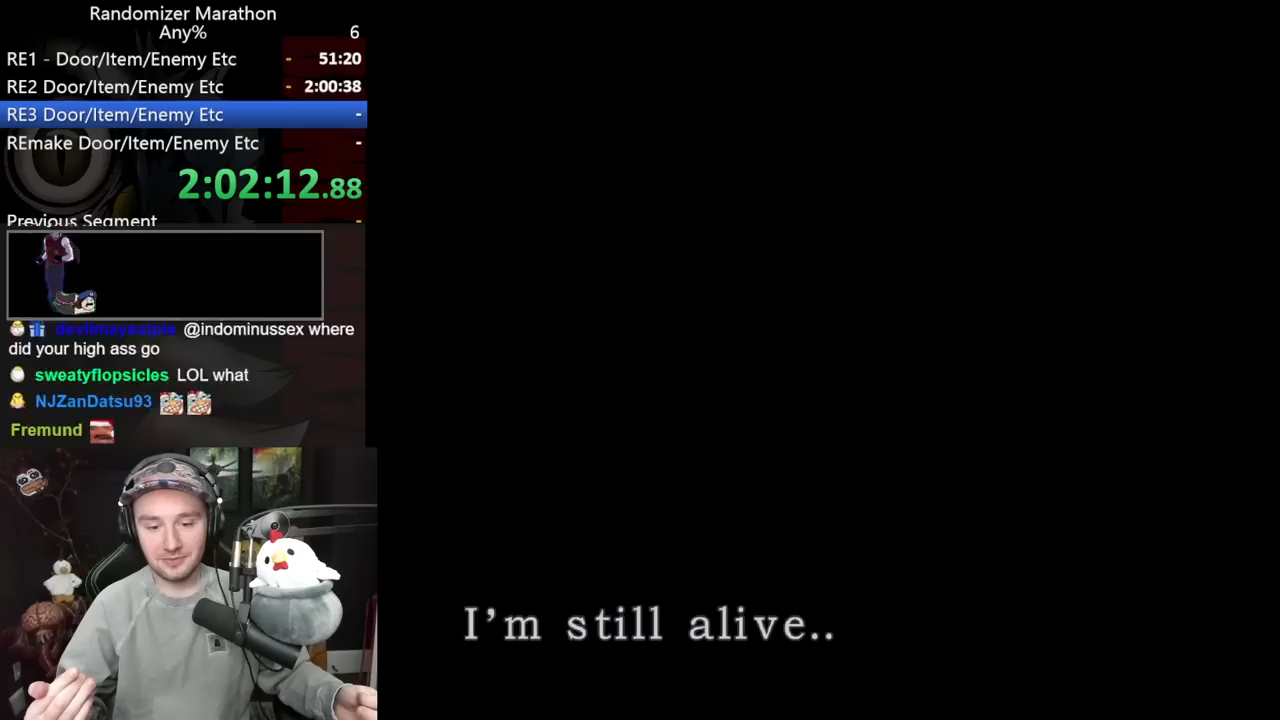 Randomizer Marathon
Any% 6
RE1 - Door/Item/Enemy Etc - 51:20
RE2 Door/Item/Enemy Etc - 2:00:38
RE3 Door/Item/Enemy Etc -
REmake Door/Item/Enemy Etc -
2:02:12.88
Previous Segment -
devilmayeatpie @indominussex where
did your high ass go
sweatyflopsicles LOL what
NJZanDatsu93
Fremund
I'm still alive..